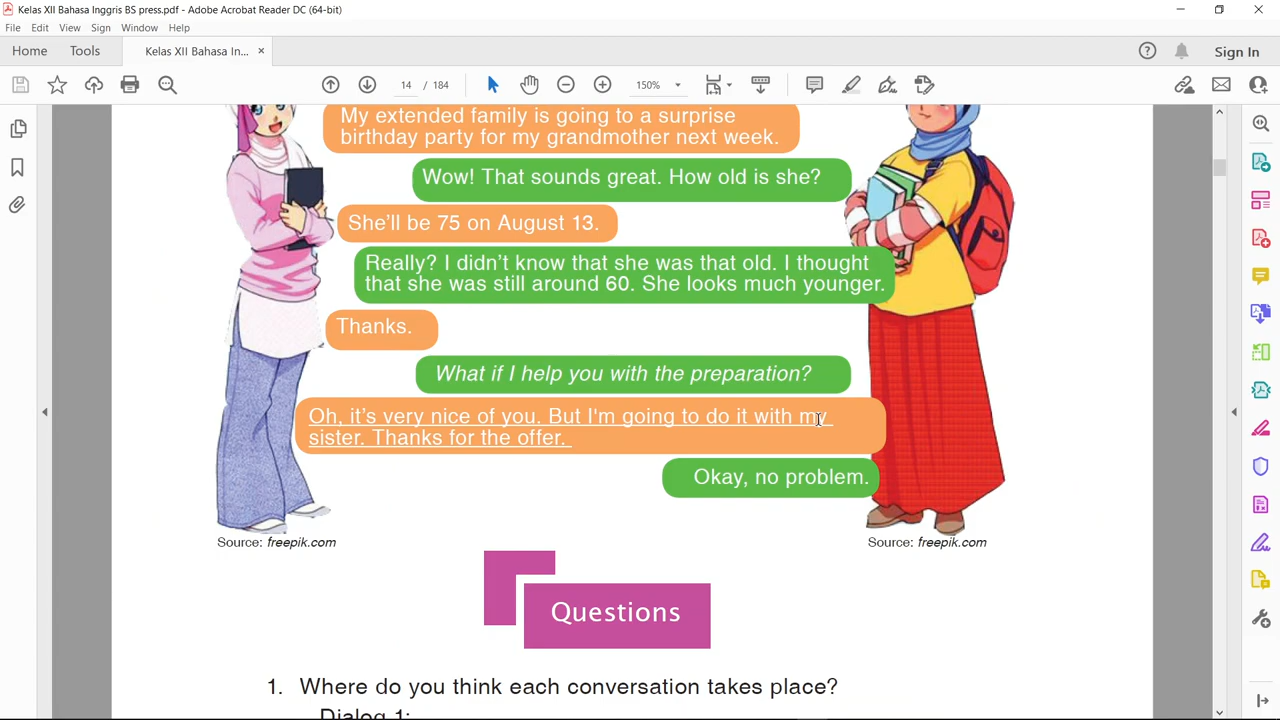 Kelas XII Bahasa Inggris BS press.pdf - Adobe Acrobat Reader DC (64-bit)
File Edit View Sign Window Help
Home Tools Kelas XII Bahasa In... × Sign In
14 / 184 150%
My extended family is going to a surprise
birthday party for my grandmother next week.
Wow! That sounds great. How old is she?
She'll be 75 on August 13.
Really? I didn't know that she was that old. I thought
that she was still around 60. She looks much younger.
Thanks.
What if I help you with the preparation?
Oh, it's very nice of you. But I'm going to do it with my
sister. Thanks for the offer.
Okay, no problem.
Source: freepik.com Source: freepik.com
Questions
1. Where do you think each conversation takes place?
Dialog 1: